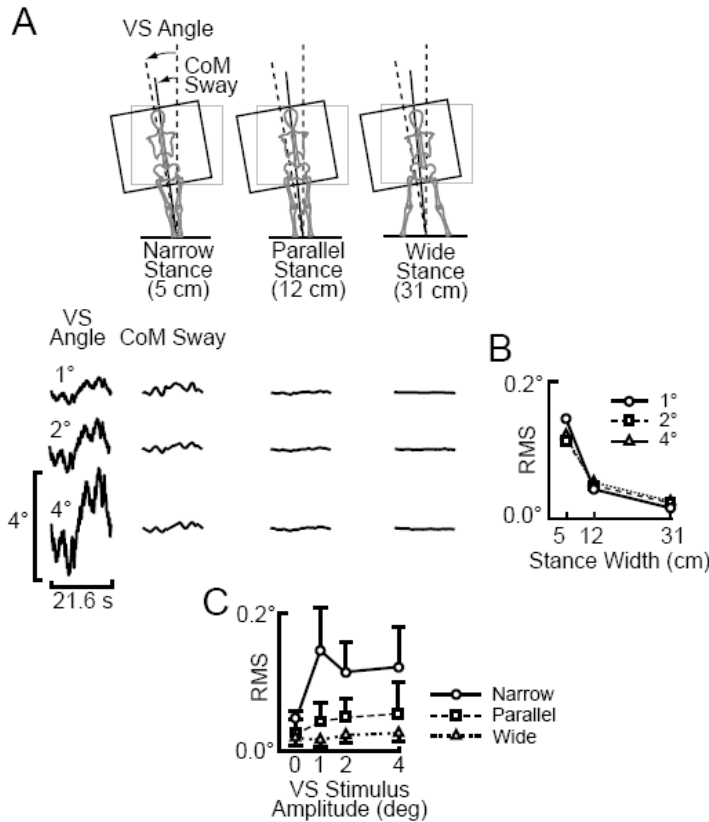 A
VS Angle
CoM
Sway
Narrow
Stance
(5 cm)
Parallel
Stance
(12 cm)
Wide
Stance
(31 cm)
VS
Angle
CoM Sway
1°
2°
4°
4°
21.6 s
B
0.2°
RMS
0.0°
1°
2°
4°
5 12 31
Stance Width (cm)
C
0.2°
RMS
0.0°
Narrow
Parallel
Wide
0 1 2 4
VS Stimulus
Amplitude (deg)